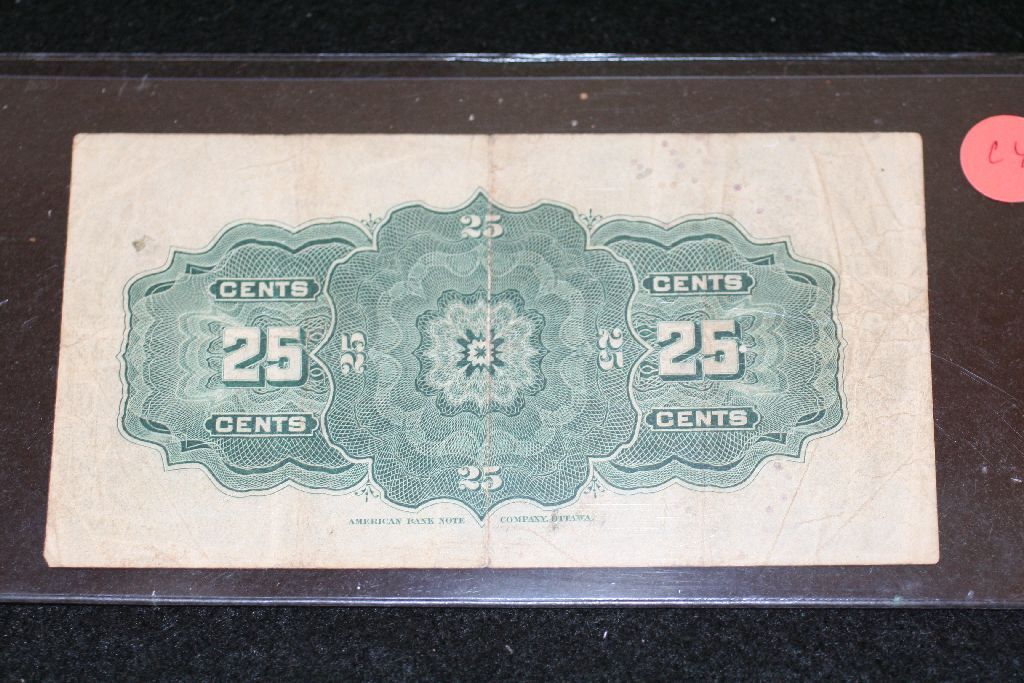 25
CENTS CENTS
25 25 25 25
CENTS CENTS
25
AMERICAN BANK NOTE COMPANY, OTTAWA.